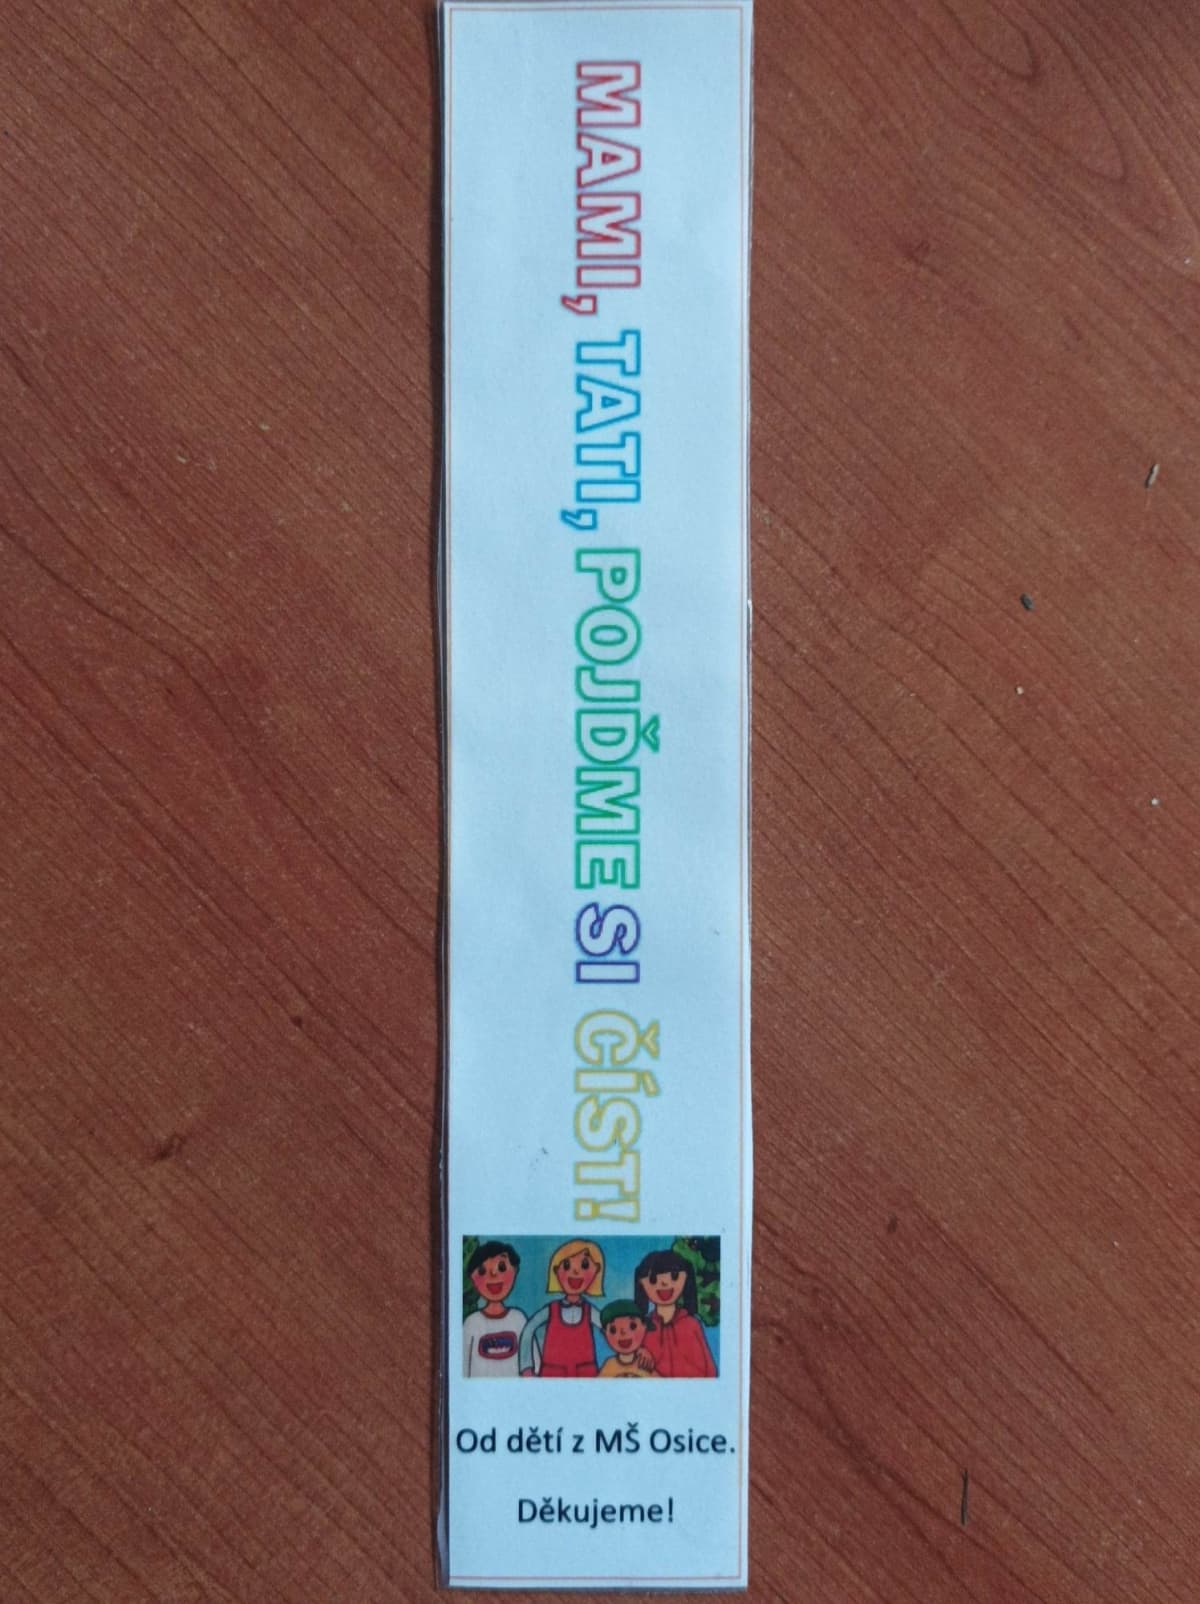 MAMI, TATI, POJĎME SI ČÍST!
Od dětí z MŠ Osice.
Děkujeme!